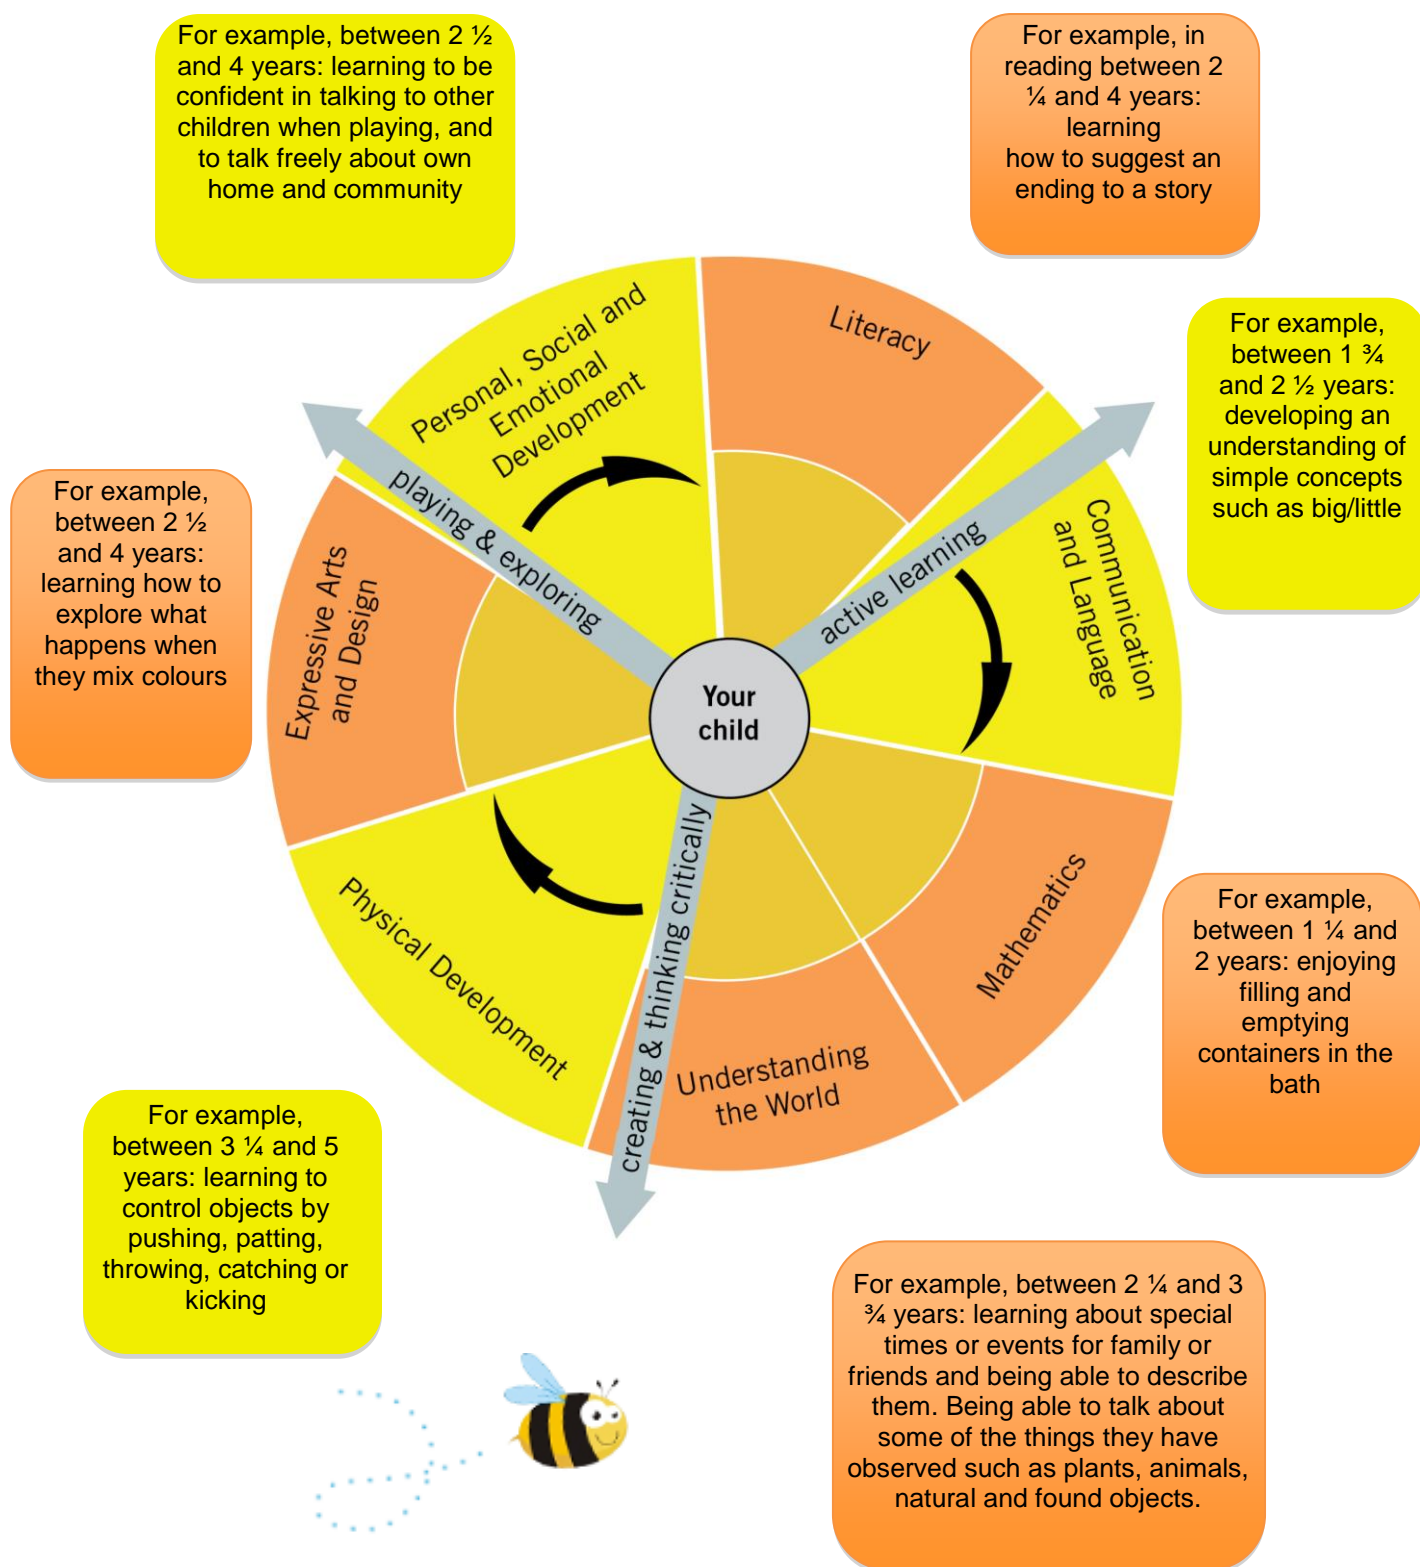 For example, between 2 ½
and 4 years: learning to be
confident in talking to other
children when playing, and
to talk freely about own
home and community
For example, in
reading between 2
¼ and 4 years:
learning
how to suggest an
ending to a story
For example,
between 1 ¾
and 2 ½ years:
developing an
understanding of
simple concepts
such as big/little
For example,
between 2 ½
and 4 years:
learning how to
explore what
happens when
they mix colours
Personal, Social and
Emotional
Development
Literacy
Communication
and Language
playing & exploring
active learning
Expressive Arts
and Design
Your
child
creating & thinking critically
Physical Development
Mathematics
Understanding
the World
For example,
between 1 ¼ and
2 years: enjoying
filling and
emptying
containers in the
bath
For example,
between 3 ¼ and 5
years: learning to
control objects by
pushing, patting,
throwing, catching or
kicking
For example, between 2 ¼ and 3
¾ years: learning about special
times or events for family or
friends and being able to describe
them. Being able to talk about
some of the things they have
observed such as plants, animals,
natural and found objects.